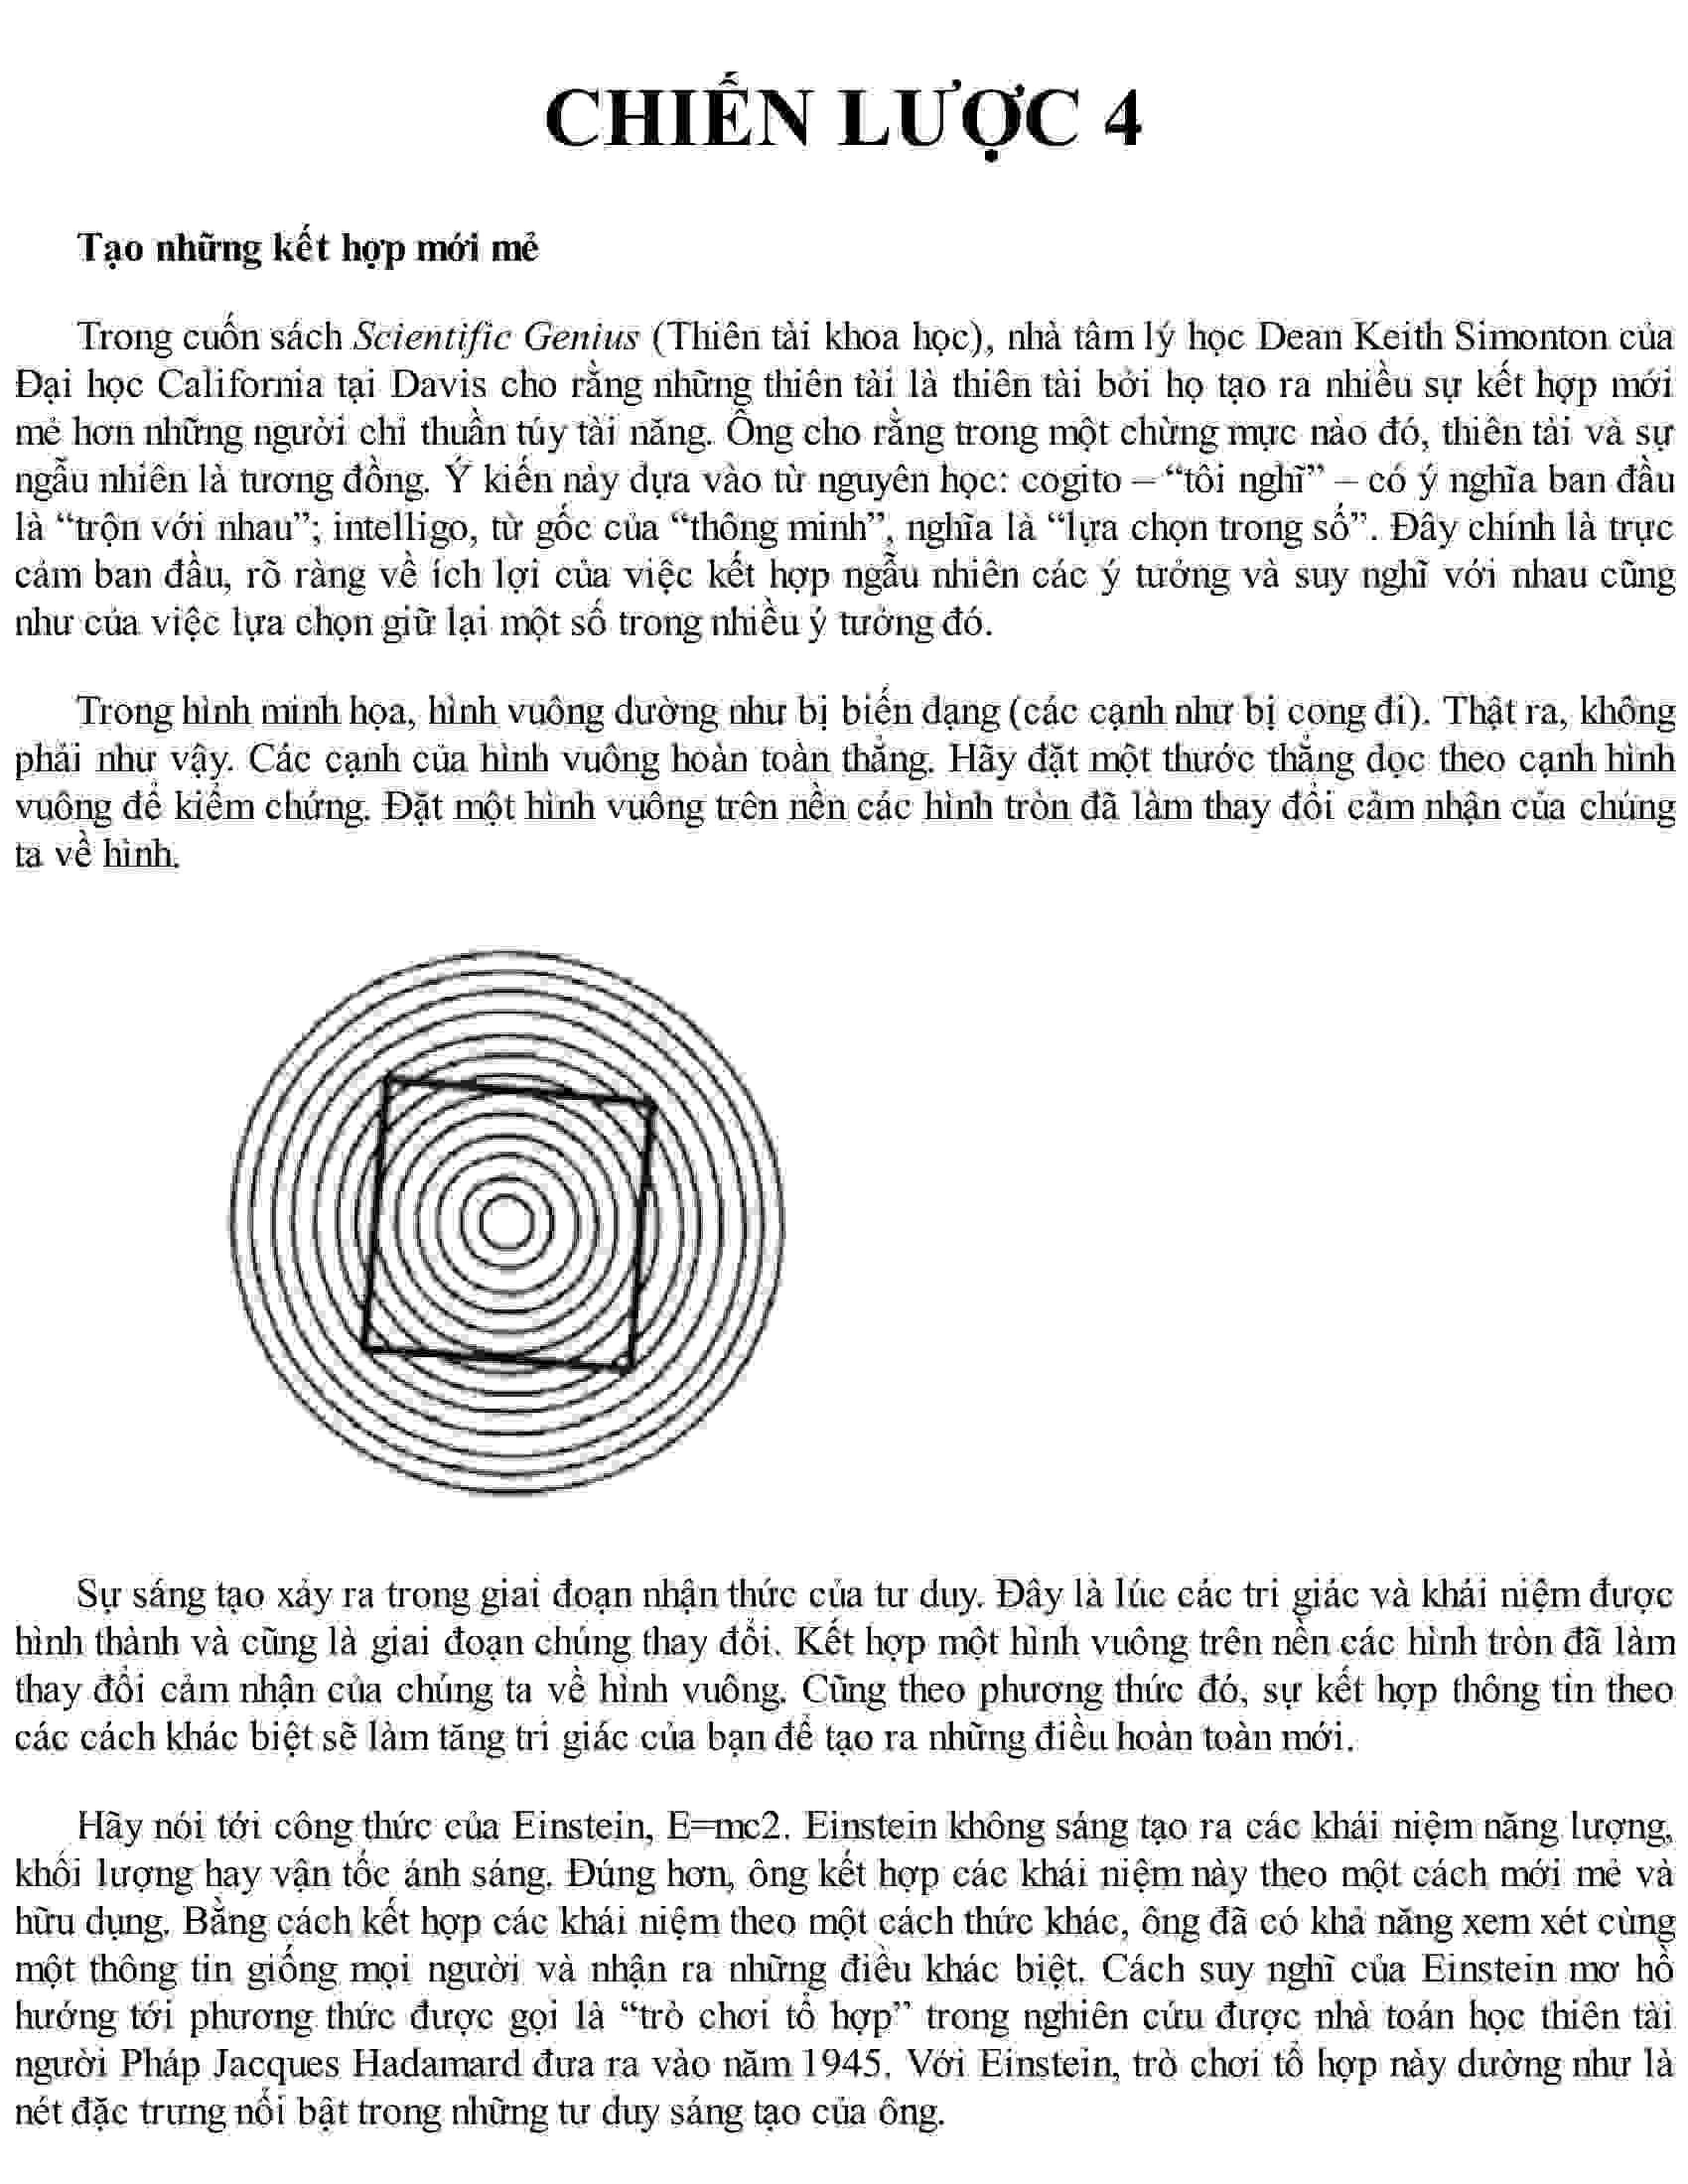 CHIẾN LƯỢC 4
Tạo những kết hợp mới mẻ
Trong cuốn sách Scientific Genius (Thiên tài khoa học), nhà tâm lý học Dean Keith Simonton của
Đại học California tại Davis cho rằng những thiên tài là thiên tài bởi họ tạo ra nhiều sự kết hợp mới
mẻ hơn những người chỉ thuần túy tài năng. Ông cho rằng trong một chừng mực nào đó, thiên tài và sự
ngẫu nhiên là tương đồng. Ý kiến này dựa vào từ nguyên học: cogito – “tôi nghĩ” – có ý nghĩa ban đầu
là “trộn với nhau”; intelligo, từ gốc của “thông minh”, nghĩa là “lựa chọn trong số”. Đây chính là trực
cảm ban đầu, rõ ràng về ích lợi của việc kết hợp ngẫu nhiên các ý tưởng và suy nghĩ với nhau cũng
như của việc lựa chọn giữ lại một số trong nhiều ý tưởng đó.
Trong hình minh họa, hình vuông dường như bị biến dạng (các cạnh như bị cong đi). Thật ra, không
phải như vậy. Các cạnh của hình vuông hoàn toàn thẳng. Hãy đặt một thước thẳng dọc theo cạnh hình
vuông để kiểm chứng. Đặt một hình vuông trên nền các hình tròn đã làm thay đổi cảm nhận của chúng
ta về hình.
Sự sáng tạo xảy ra trong giai đoạn nhận thức của tư duy. Đây là lúc các tri giác và khái niệm được
hình thành và cũng là giai đoạn chúng thay đổi. Kết hợp một hình vuông trên nền các hình tròn đã làm
thay đổi cảm nhận của chúng ta về hình vuông. Cũng theo phương thức đó, sự kết hợp thông tin theo
các cách khác biệt sẽ làm tăng tri giác của bạn để tạo ra những điều hoàn toàn mới.
Hãy nói tới công thức của Einstein, E=mc2. Einstein không sáng tạo ra các khái niệm năng lượng,
khối lượng hay vận tốc ánh sáng. Đúng hơn, ông kết hợp các khái niệm này theo một cách mới mẻ và
hữu dụng. Bằng cách kết hợp các khái niệm theo một cách thức khác, ông đã có khả năng xem xét cùng
một thông tin giống mọi người và nhận ra những điều khác biệt. Cách suy nghĩ của Einstein mơ hồ
hướng tới phương thức được gọi là “trò chơi tổ hợp” trong nghiên cứu được nhà toán học thiên tài
người Pháp Jacques Hadamard đưa ra vào năm 1945. Với Einstein, trò chơi tổ hợp này dường như là
nét đặc trưng nổi bật trong những tư duy sáng tạo của ông.